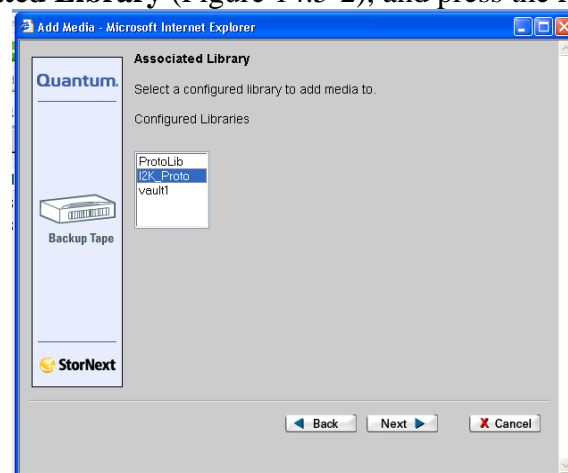 ted Library (Figure 14.3-2), and press the
Add Media - Microsoft Internet Explorer
Associated Library
Quantum.
Select a configured library to add media to.
Configured Libraries
ProtoLib
I2K_Proto
vault1
Backup Tape
StorNext
Back Next X Cancel